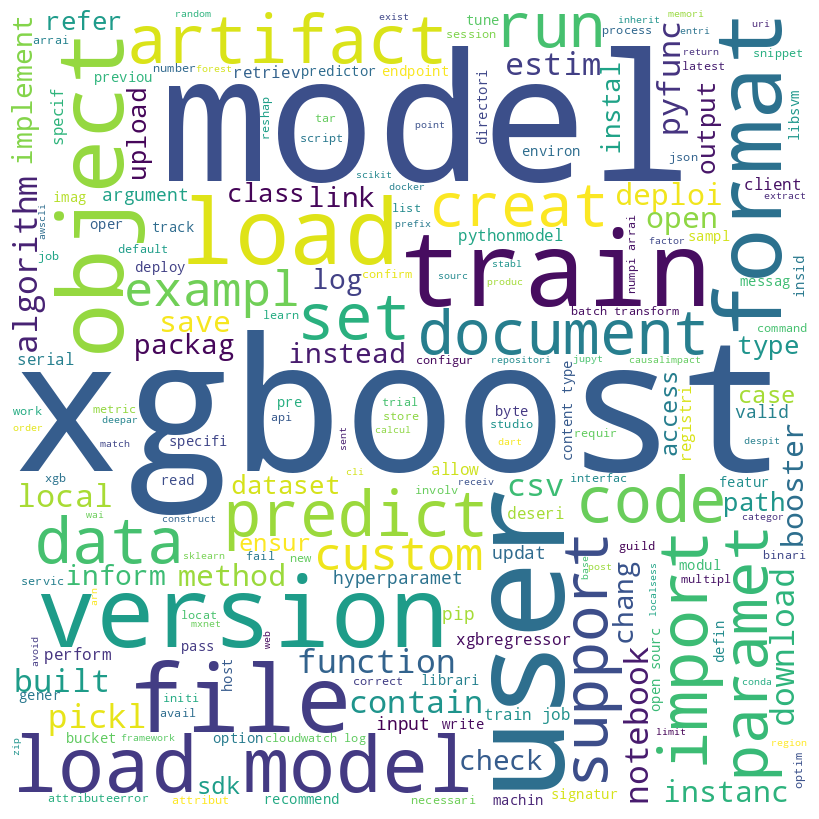 random
exist
inherit
memori
refer
artifact
run
tune
process
entri
uri
arrai
session
return
latest
snippet
number
forest
retriev
predictor
endpoint
estim
previou
object
model
implement
specif
upload
reshap
tar
script
point
directori
environ
instal
pyfunc
output
json
format
libsvm
client
extract
imag
argument
class
link
scikit
docker
list
prefix
creat
deploi
open
awscli
algorithm
oper
track
load
pythonmodel
sampl
job
default
deploy
log
confirm
sourc
stabl
produc
train
numpi arrai
factor
messag
insid
exampl
learn
set
batch transform
command
save
packag
instead
document
type
serial
configur
repositori
jupyt
causalimpact
work
metric
pre
trial
api
store
calcul
byte
studio
content type
requir
access
registri
case
valid
order
deepar
match
specifi
xgboost
sent
dart
despit
xgb
read
cli
allow
receiv
interfac
featur
local
dataset
involv
csv
code
path
booster
construct
predict
deseri
categor
wai
data
ensur
fail
new
custom
updat
guild
modul
binari
servic
sklearn
inform
method
hyperparamet
support
chang
base
post
localsess
multipl
import
paramet
download
arn
locat
mxnet
version
pip
xgbregressor
user
defin
avoid
perform
pass
web
host
function
correct
librari
open sourc
conda
built
gener
initi
avail
file
contain
train job
notebook
pickl
input
write
limit
zip
bucket
framework
option
cloudwatch log
region
optim
load model
sdk
check
machin
signatur
instanc
attributeerror
attribut
recommend
necessari